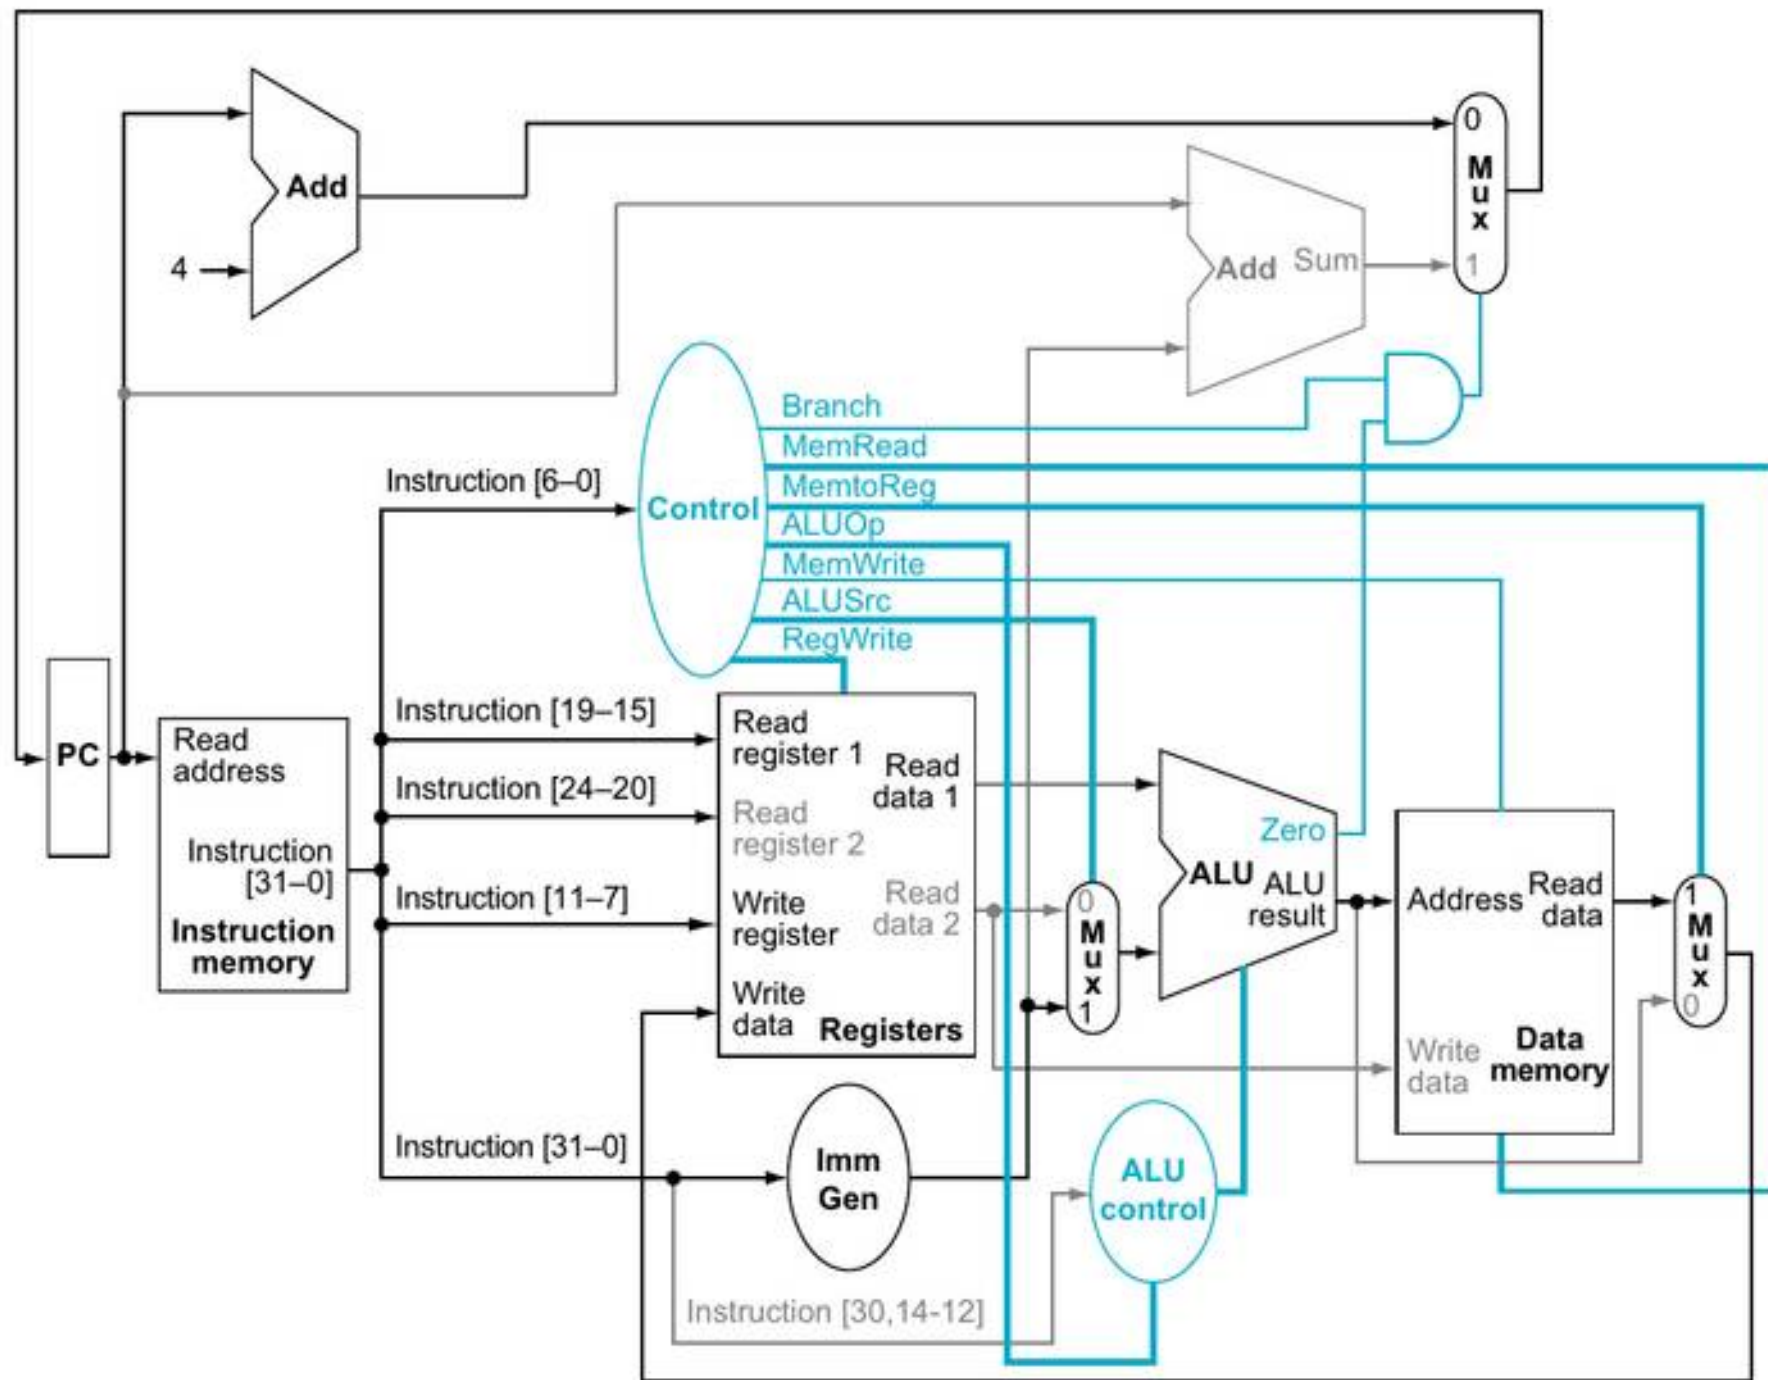 0
M
u
x
1
Add
4
Add Sum
Branch
MemRead
MemtoReg
ALUOp
MemWrite
ALUSrc
RegWrite
Control
Instruction [6–0]
PC
Read
address
Instruction
[31–0]
Instruction
memory
Instruction [19–15]
Instruction [24–20]
Instruction [11–7]
Instruction [31–0]
Read
register 1
Read
register 2
Write
register
Write
data
Read
data 1
Read
data 2
Registers
0
M
u
x
1
Zero
ALU
ALU
result
Address
Read
data
Write
data
Data
memory
1
M
u
x
0
Imm
Gen
ALU
control
Instruction [30,14-12]